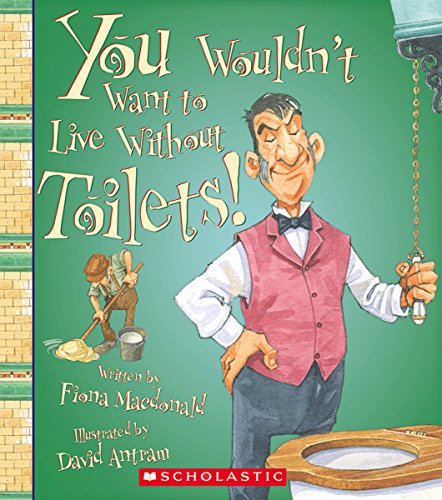 You Wouldn't
Want to
Live Without
Toilets!
Written by
Fiona Macdonald
Illustrated by
David Antram
SCHOLASTIC